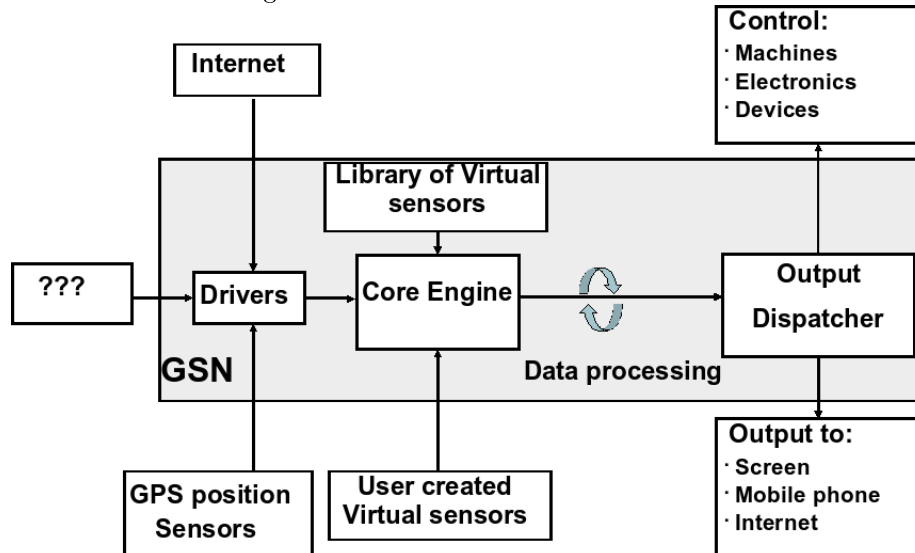 Control:
· Machines
· Electronics
· Devices
Internet
Library of Virtual
sensors
???
Drivers
Core Engine
Output
Dispatcher
GSN
Data processing
GPS position
Sensors
User created
Virtual sensors
Output to:
· Screen
· Mobile phone
· Internet